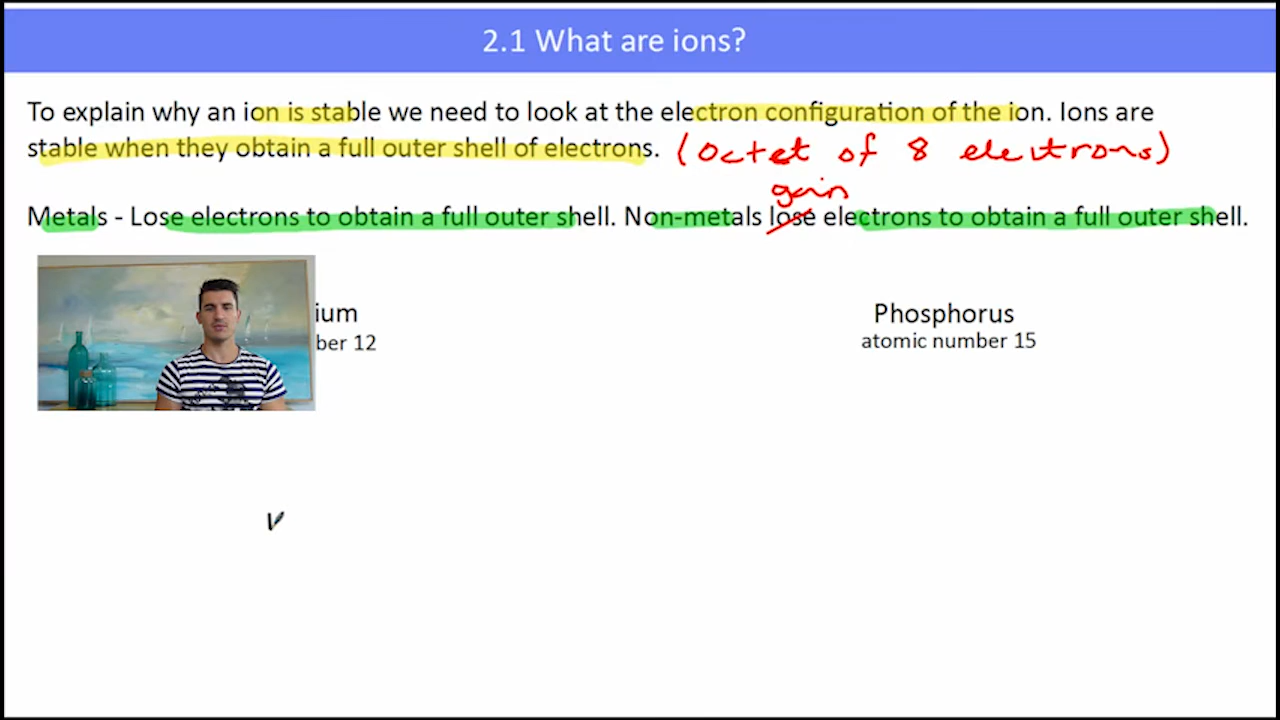 2.1 What are ions?
To explain why an ion is stable we need to look at the electron configuration of the ion. Ions are
stable when they obtain a full outer shell of electrons. (Octet of 8 electrons)
gain
Metals - Lose electrons to obtain a full outer shell. Non-metals lose electrons to obtain a full outer shell.
ium
ber 12
Phosphorus
atomic number 15